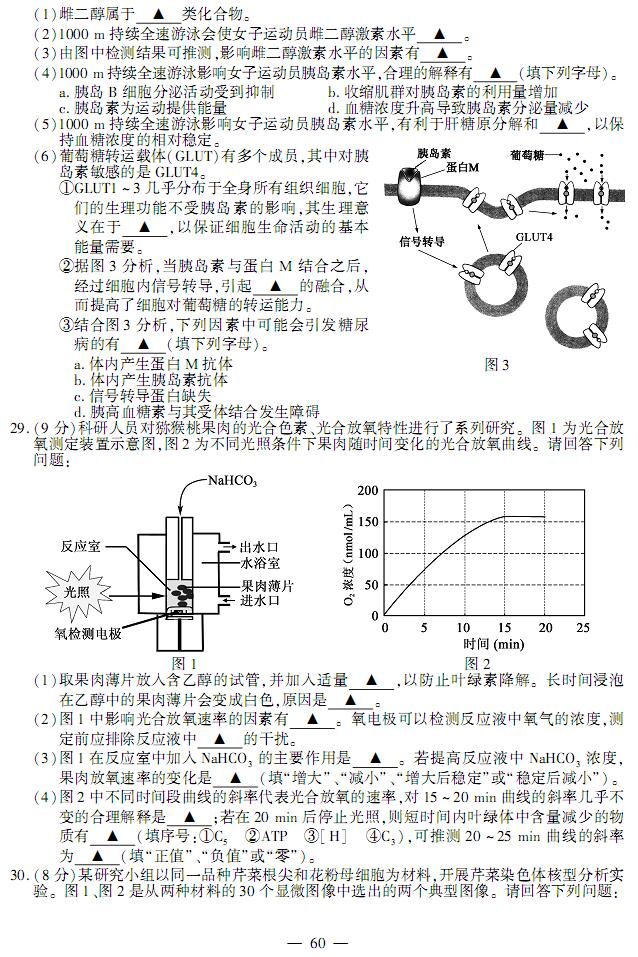 (1)雌二醇属于 ▲ 类化合物。
(2)1000 m 持续全速游泳会使女子运动员雌二醇激素水平 ▲ 。
(3)由图中检测结果可推测,影响雌二醇激素水平的因素有 ▲ 。
(4)1000 m 持续全速游泳影响女子运动员胰岛素水平,合理的解释有 ▲ (填下列字母)。
a. 胰岛 B 细胞分泌活动受到抑制 b. 收缩肌群对胰岛素的利用量增加
c. 胰岛素为运动提供能量 d. 血糖浓度升高导致胰岛素分泌量减少
(5)1000 m 持续全速游泳影响女子运动员胰岛素水平,有利于肝糖原分解和 ▲ ,以保
持血糖浓度的相对稳定。
(6)葡萄糖转运载体(GLUT)有多个成员,其中对胰
岛素敏感的是 GLUT4。
①GLUT1 ~ 3 几乎分布于全身所有组织细胞,它
们的生理功能不受胰岛素的影响,其生理意
义在于 ▲ ,以保证细胞生命活动的基本
能量需要。
②据图 3 分析,当胰岛素与蛋白 M 结合之后,
经过细胞内信号转导,引起 ▲ 的融合,从
而提高了细胞对葡萄糖的转运能力。
③结合图 3 分析,下列因素中可能会引发糖尿
病的有 ▲ (填下列字母)。
a. 体内产生蛋白 M 抗体
b. 体内产生胰岛素抗体
c. 信号转导蛋白缺失
d. 胰高血糖素与其受体结合发生障碍
胰岛素
蛋白M
葡萄糖
信号转导
GLUT4
图 3
29. (9 分)科研人员对猕猴桃果肉的光合色素、光合放氧特性进行了系列研究。图 1 为光合放
氧测定装置示意图,图 2 为不同光照条件下果肉随时间变化的光合放氧曲线。请回答下列
问题:
NaHCO₃
反应室
出水口
水浴室
光照
果肉薄片
进水口
氧检测电极
图 1
O₂ 浓度(nmol/mL)
200
150
100
50
0
0 5 10 15 20 25
时间 (min)
图 2
(1)取果肉薄片放入含乙醇的试管,并加入适量 ▲ ,以防止叶绿素降解。长时间浸泡
在乙醇中的果肉薄片会变成白色,原因是 ▲ 。
(2)图 1 中影响光合放氧速率的因素有 ▲ 。氧电极可以检测反应液中氧气的浓度,测
定前应排除反应液中 ▲ 的干扰。
(3)图 1 在反应室中加入 NaHCO₃ 的主要作用是 ▲ 。若提高反应液中 NaHCO₃ 浓度,
果肉放氧速率的变化是 ▲ (填“增大”、“减小”、“增大后稳定”或“稳定后减小”)。
(4)图 2 中不同时间段曲线的斜率代表光合放氧的速率,对 15 ~ 20 min 曲线的斜率几乎不
变的合理解释是 ▲ ;若在 20 min 后停止光照,则短时间内叶绿体中含量减少的物
质有 ▲ (填序号:①C₅ ②ATP ③[H] ④C₃),可推测 20 ~ 25 min 曲线的斜率
为 ▲ (填“正值”、“负值”或“零”)。
30. (8 分)某研究小组以同一品种芹菜根尖和花粉母细胞为材料,开展芹菜染色体核型分析实
验。图 1、图 2 是从两种材料的 30 个显微图像中选出的两个典型图像。请回答下列问题:
— 60 —